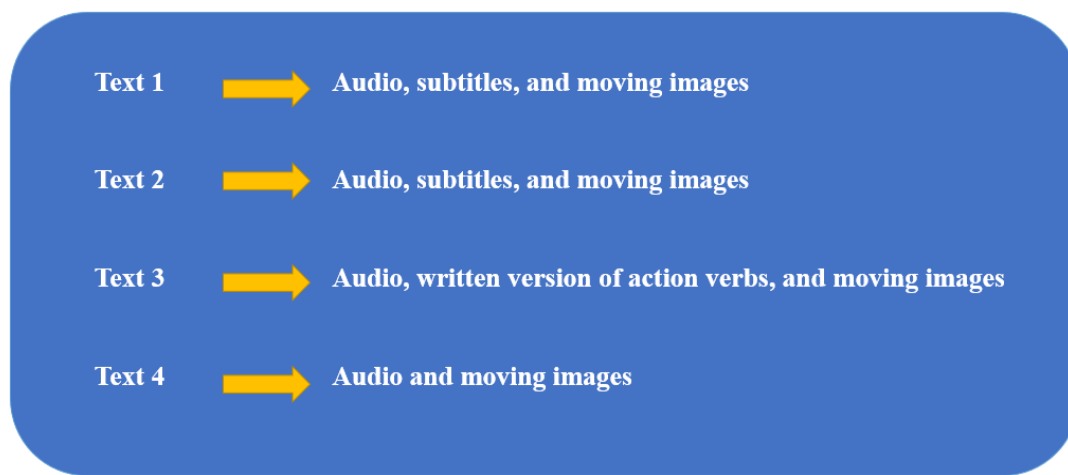 Text 1 Audio, subtitles, and moving images
Text 2 Audio, subtitles, and moving images
Text 3 Audio, written version of action verbs, and moving images
Text 4 Audio and moving images